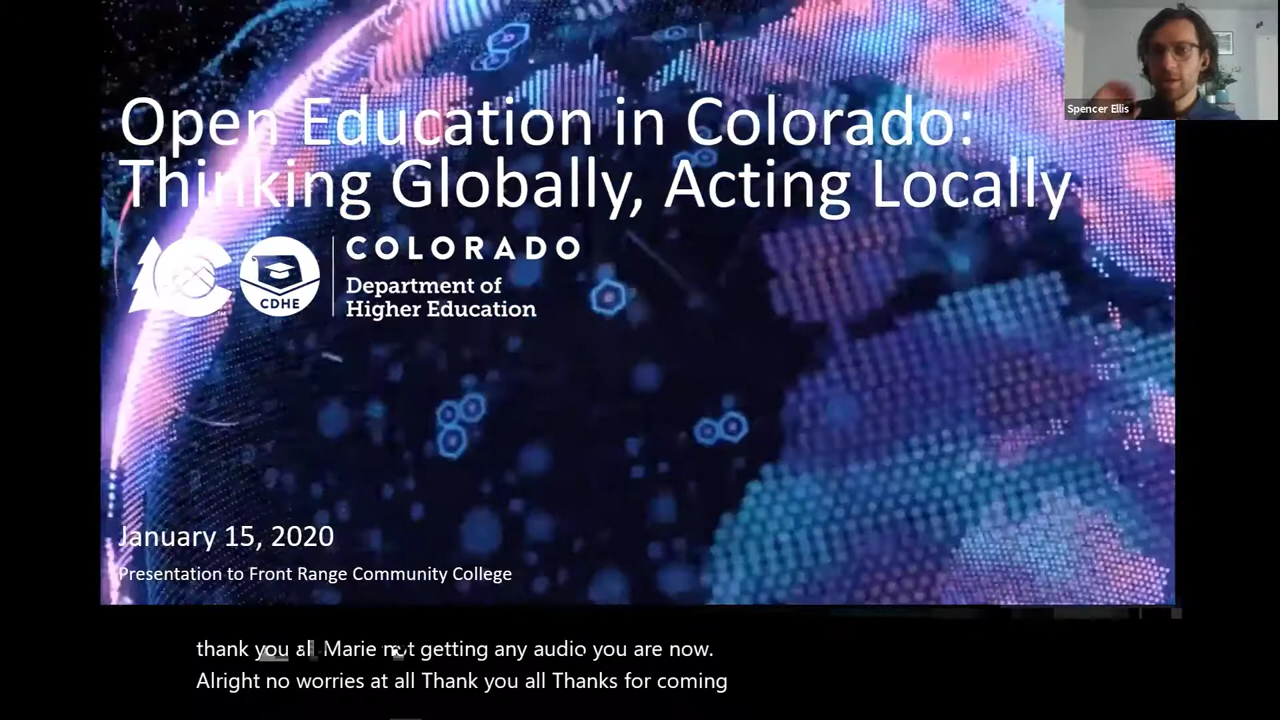 Open Education in Colorado:
Thinking Globally, Acting Locally
CDHE
COLORADO
Department of
Higher Education
January 15, 2020
Presentation to Front Range Community College
Spencer Ellis
thank you Marie getting any audio you are now.
Alright no worries at all Thank you all Thanks for coming